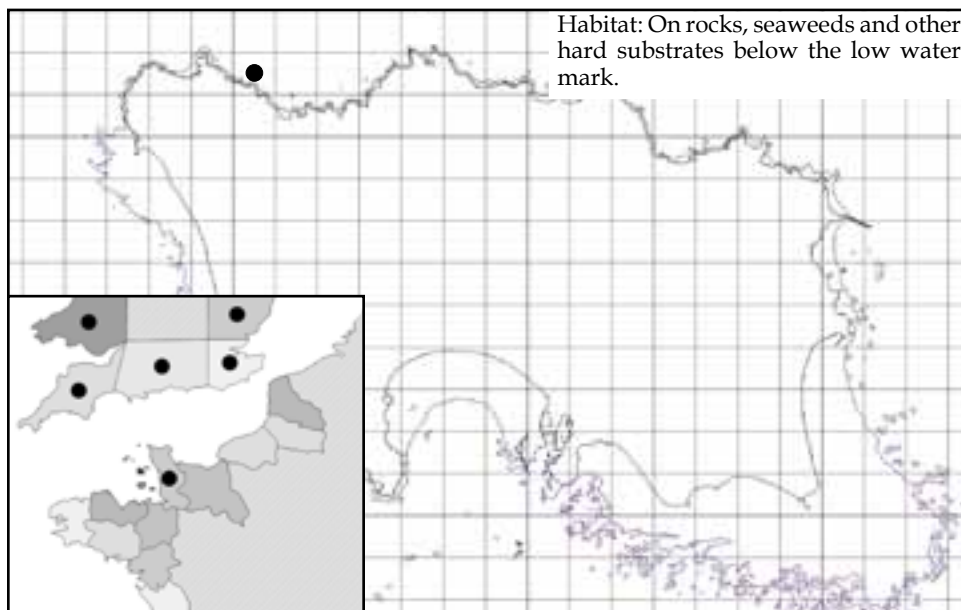 Habitat: On rocks, seaweeds and other
hard substrates below the low water
mark.